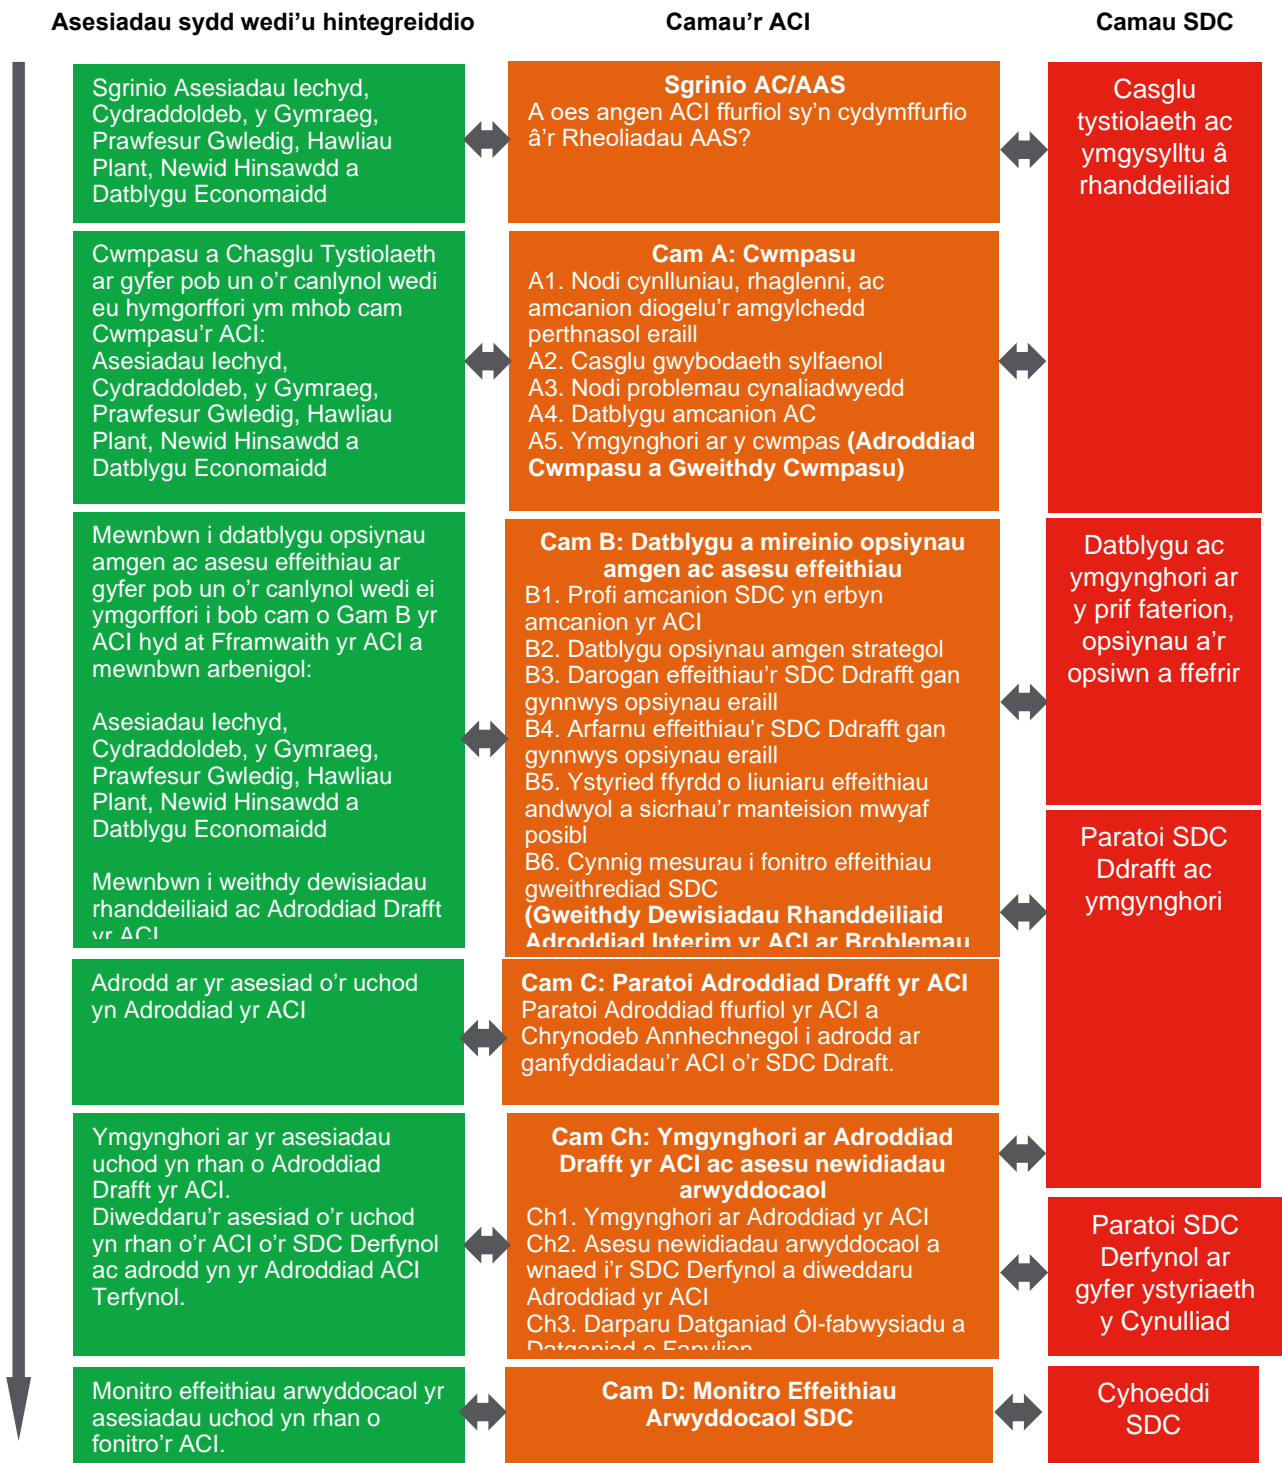 Asesiadau sydd wedi'u hintegreiddio
Camau'r ACI
Camau SDC
Sgrinio Asesiadau Iechyd,
Cydraddoldeb, y Gymraeg,
Prawfesur Gwledig, Hawliau
Plant, Newid Hinsawdd a
Datblygu Economaidd
Sgrinio AC/AAS
A oes angen ACI ffurfiol sy'n cydymffurfio
â'r Rheoliadau AAS?
Casglu
tystiolaeth ac
ymgysylltu â
rhanddeiliaid
Cwmpasu a Chasglu Tystiolaeth
ar gyfer pob un o'r canlynol wedi
eu hymgorffori ym mhob cam
Cwmpasu'r ACI:
Asesiadau Iechyd,
Cydraddoldeb, y Gymraeg,
Prawfesur Gwledig, Hawliau
Plant, Newid Hinsawdd a
Datblygu Economaidd
Cam A: Cwmpasu
A1. Nodi cynlluniau, rhaglenni, ac
amcanion diogelu'r amgylchedd
perthnasol eraill
A2. Casglu gwybodaeth sylfaenol
A3. Nodi problemau cynaliadwyedd
A4. Datblygu amcanion AC
A5. Ymgynghori ar y cwmpas (Adroddiad
Cwmpasu a Gweithdy Cwmpasu)
Mewnbwn i ddatblygu opsiynau
amgen ac asesu effeithiau ar
gyfer pob un o'r canlynol wedi ei
ymgorffori i bob cam o Gam B yr
ACI hyd at Fframwaith yr ACI a
mewnbwn arbenigol:
Asesiadau Iechyd,
Cydraddoldeb, y Gymraeg,
Prawfesur Gwledig, Hawliau
Plant, Newid Hinsawdd a
Datblygu Economaidd
Mewnbwn i weithdy dewisiadau
rhanddeiliaid ac Adroddiad Drafft
yr ACI
Cam B: Datblygu a mireinio opsiynau
amgen ac asesu effeithiau
B1. Profi amcanion SDC yn erbyn
amcanion yr ACI
B2. Datblygu opsiynau amgen strategol
B3. Darogan effeithiau'r SDC Ddrafft gan
gynnwys opsiynau eraill
B4. Arfarnu effeithiau'r SDC Ddrafft gan
gynnwys opsiynau eraill
B5. Ystyried ffyrdd o liuniaru effeithiau
andwyol a sicrhau'r manteision mwyaf
posibl
B6. Cynnig mesurau i fonitro effeithiau
gweithrediad SDC
(Gweithdy Dewisiadau Rhanddeiliaid
Adroddiad Interim yr ACI ar Broblemau
Datblygu ac
ymgynghori ar
y prif faterion,
opsiynau a'r
opsiwn a ffefrir
Paratoi SDC
Ddrafft ac
ymgynghori
Adrodd ar yr asesiad o'r uchod
yn Adroddiad yr ACI
Cam C: Paratoi Adroddiad Drafft yr ACI
Paratoi Adroddiad ffurfiol yr ACI a
Chrynodeb Annhechnegol i adrodd ar
ganfyddiadau'r ACI o'r SDC Ddraft.
Ymgynghori ar yr asesiadau
uchod yn rhan o Adroddiad
Drafft yr ACI.
Diweddaru'r asesiad o'r uchod
yn rhan o'r ACI o'r SDC Derfynol
ac adrodd yn yr Adroddiad ACI
Terfynol.
Cam Ch: Ymgynghori ar Adroddiad
Drafft yr ACI ac asesu newidiadau
arwyddocaol
Ch1. Ymgynghori ar Adroddiad yr ACI
Ch2. Asesu newidiadau arwyddocaol a
wnaed i'r SDC Derfynol a diweddaru
Adroddiad yr ACI
Ch3. Darparu Datganiad Ôl-fabwysiadu a
Datganiad o Fanylion
Paratoi SDC
Derfynol ar
gyfer ystyriaeth
y Cynulliad
Monitro effeithiau arwyddocaol yr
asesiadau uchod yn rhan o
fonitro'r ACI.
Cam D: Monitro Effeithiau
Arwyddocaol SDC
Cyhoeddi
SDC